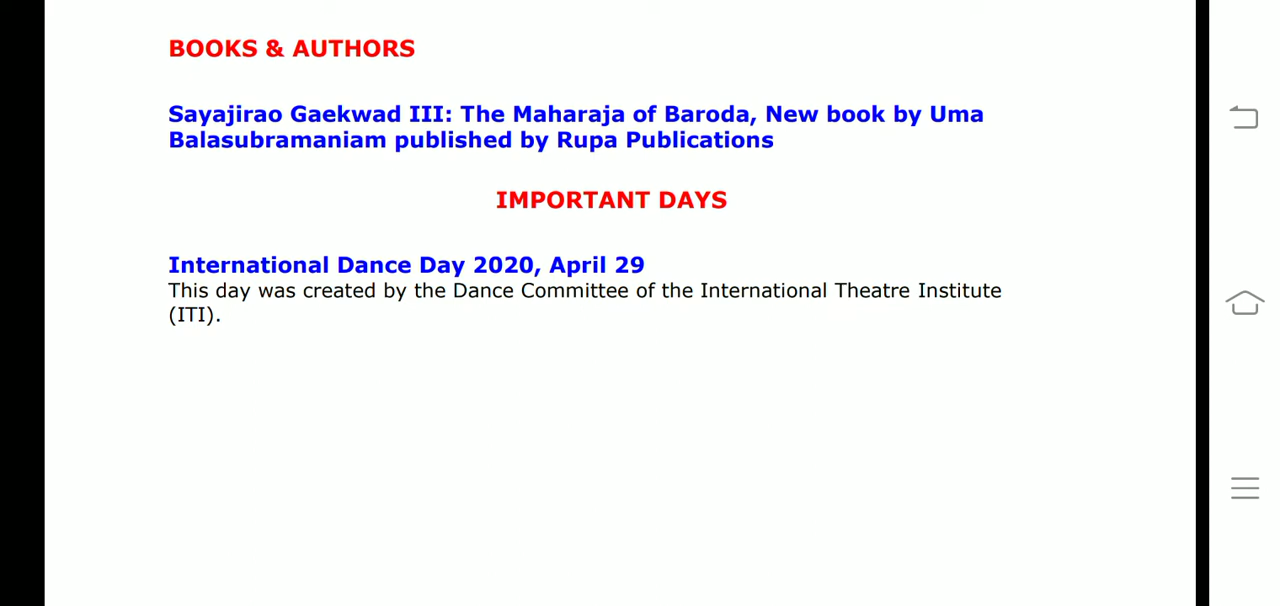 BOOKS & AUTHORS
Sayajirao Gaekwad III: The Maharaja of Baroda, New book by Uma
Balasubramaniam published by Rupa Publications
IMPORTANT DAYS
International Dance Day 2020, April 29
This day was created by the Dance Committee of the International Theatre Institute
(ITI).